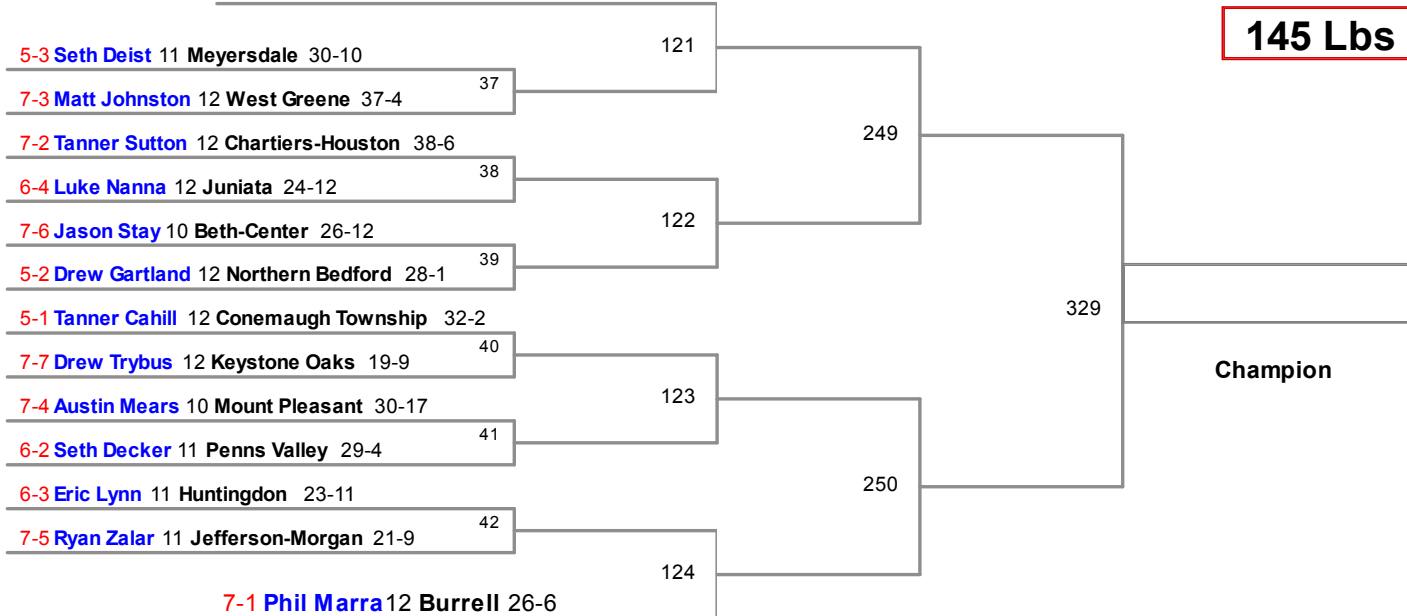 145 Lbs
121
5-3 Seth Deist 11 Meyersdale 30-10
37
7-3 Matt Johnston 12 West Greene 37-4
7-2 Tanner Sutton 12 Chartiers-Houston 38-6
249
38
6-4 Luke Nanna 12 Juniata 24-12
122
7-6 Jason Stay 10 Beth-Center 26-12
39
5-2 Drew Gartland 12 Northern Bedford 28-1
5-1 Tanner Cahill 12 Conemaugh Township 32-2
329
40
7-7 Drew Trybus 12 Keystone Oaks 19-9
Champion
123
7-4 Austin Mears 10 Mount Pleasant 30-17
41
6-2 Seth Decker 11 Penns Valley 29-4
250
6-3 Eric Lynn 11 Huntingdon 23-11
42
7-5 Ryan Zalar 11 Jefferson-Morgan 21-9
124
7-1 Phil Marra 12 Burrell 26-6